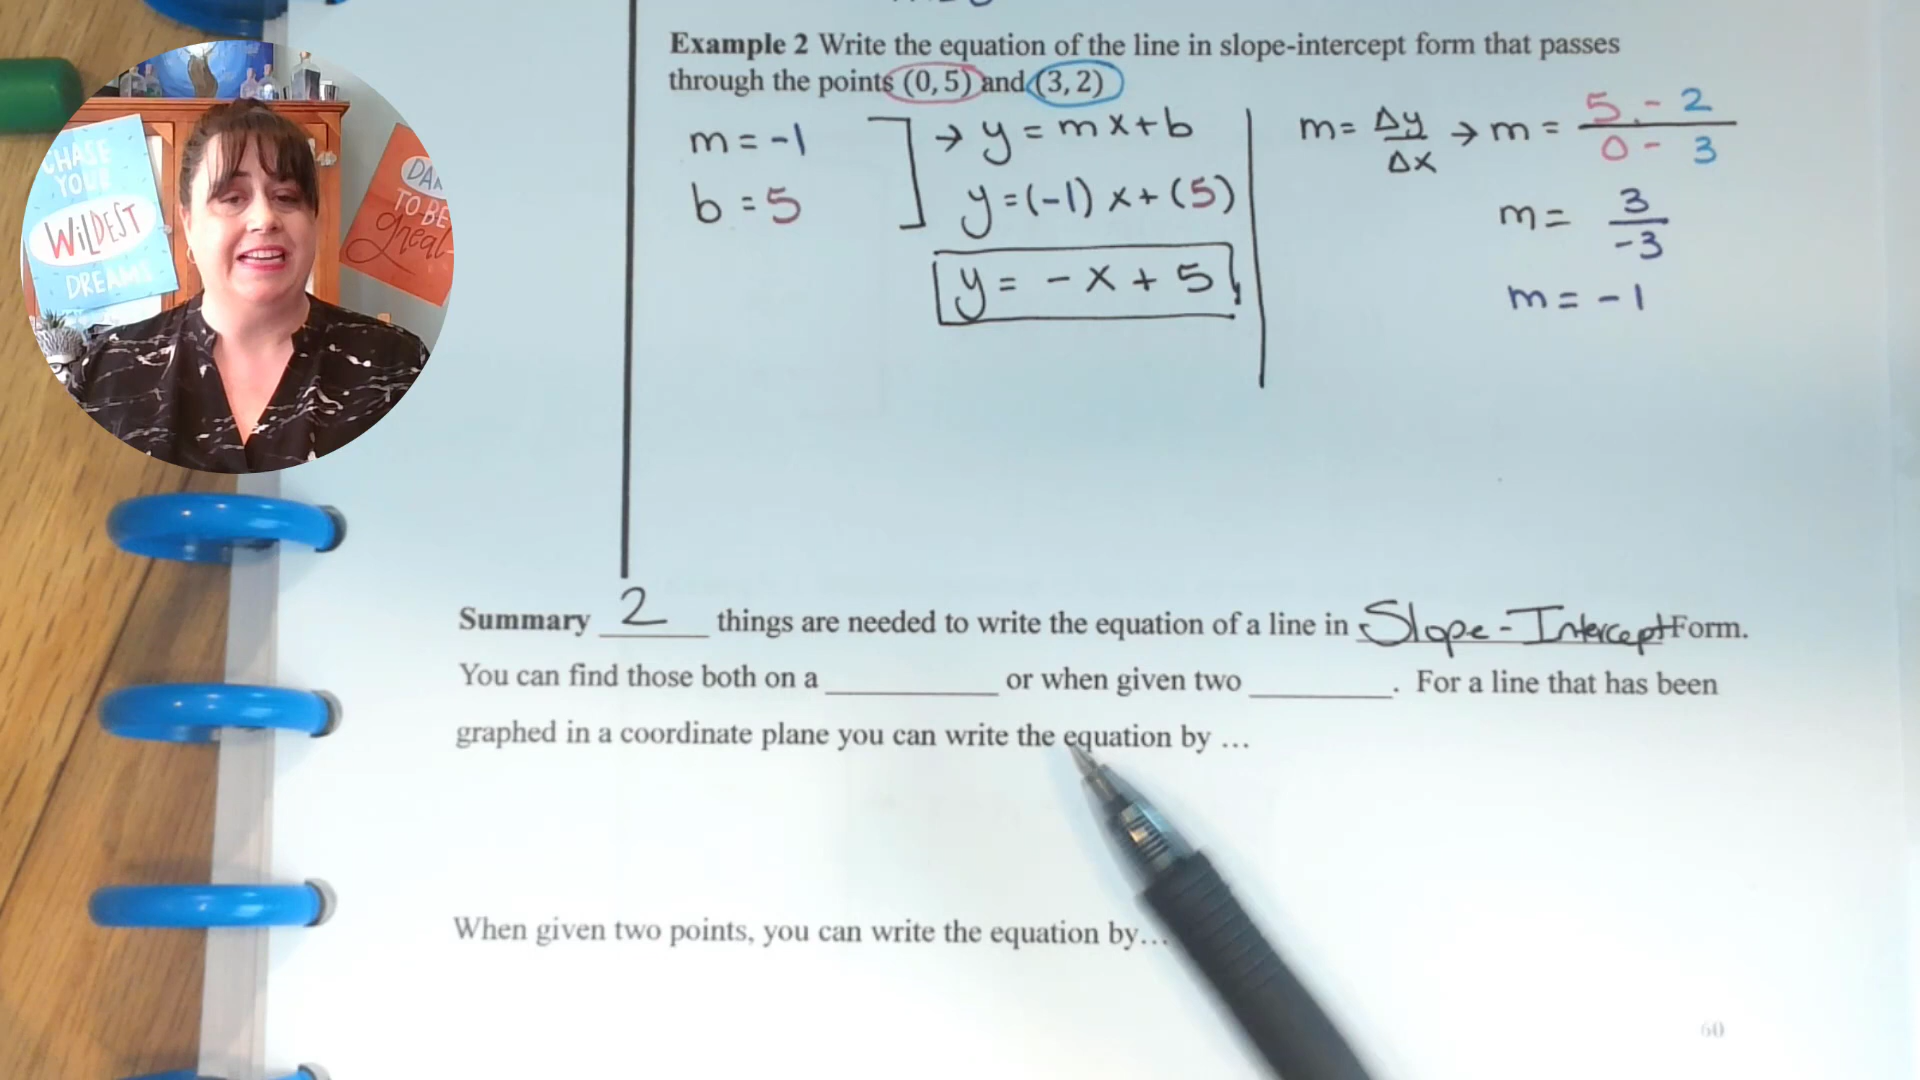 CHASE
YOUR
WILDEST
DREAMS
TO BE
great
Example 2 Write the equation of the line in slope-intercept form that passes
through the points (0, 5) and (3, 2)
m = -1
b = 5
→ y = mx+b
y = (-1) x + (5)
y = - x + 5
m = Δy/Δx → m = 5 - 2 / 0 - 3
m = 3/-3
m = -1
Summary 2 things are needed to write the equation of a line in Slope - Intercept Form.
You can find those both on a __________ or when given two ________. For a line that has been
graphed in a coordinate plane you can write the equation by …
When given two points, you can write the equation by…
60